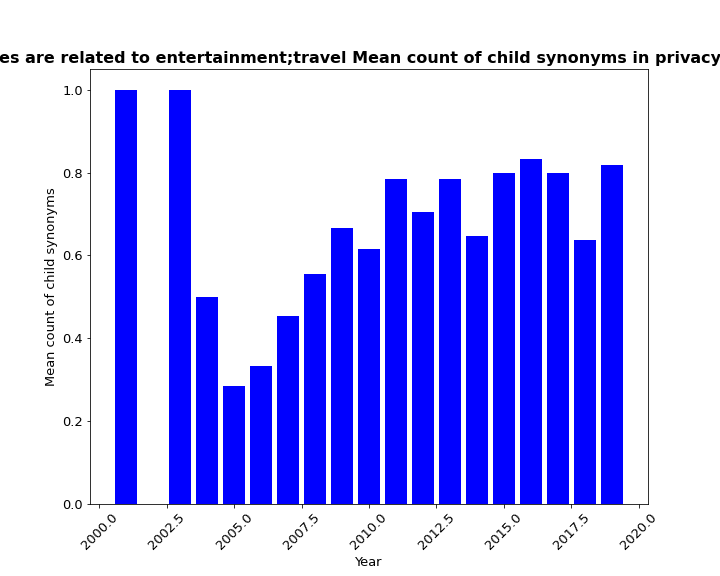 es are related to entertainment;travel Mean count of child synonyms in privacy
Mean count of child synonyms
1.0
0.8
0.6
0.4
0.2
0.0
2000.0 2002.5 2005.0 2007.5 2010.0 2012.5 2015.0 2017.5 2020.0
Year